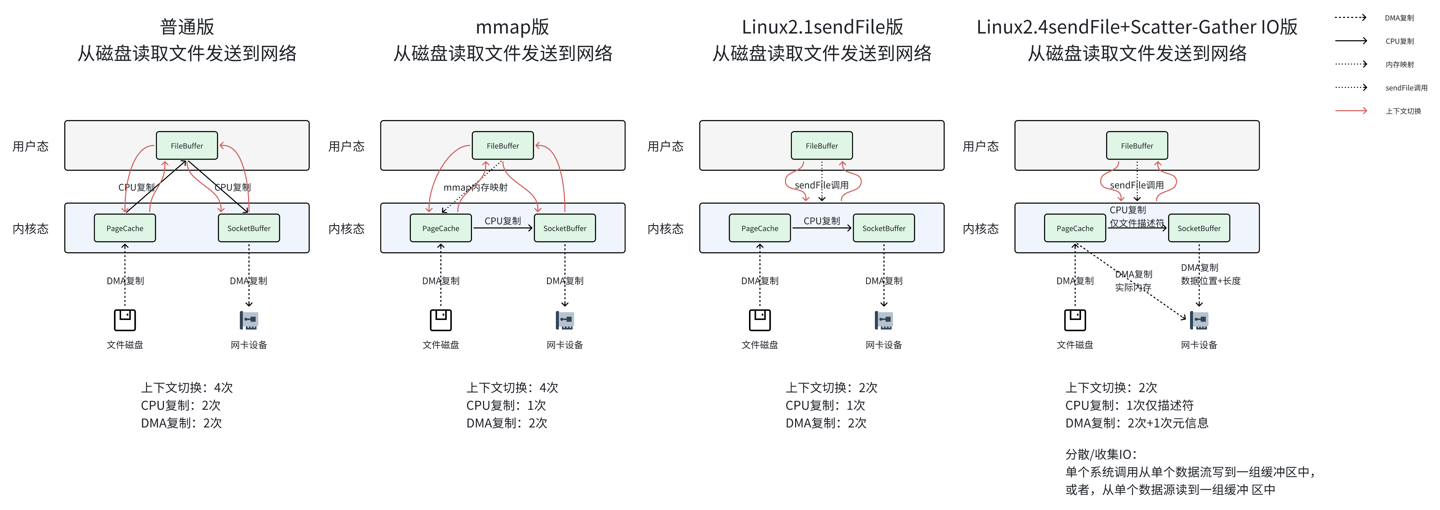 普通版
从磁盘读取文件发送到网络
用户态
FileBuffer
CPU复制
CPU复制
内核态
PageCache
SocketBuffer
DMA复制
DMA复制
文件磁盘
网卡设备
上下文切换：4次
CPU复制：2次
DMA复制：2次
mmap版
从磁盘读取文件发送到网络
用户态
FileBuffer
mmap内存映射
内核态
PageCache
CPU复制
SocketBuffer
DMA复制
DMA复制
文件磁盘
网卡设备
上下文切换：4次
CPU复制：1次
DMA复制：2次
Linux2.1sendFile版
从磁盘读取文件发送到网络
用户态
FileBuffer
sendFile调用
内核态
PageCache
CPU复制
SocketBuffer
DMA复制
DMA复制
文件磁盘
网卡设备
上下文切换：2次
CPU复制：1次
DMA复制：2次
Linux2.4sendFile+Scatter-Gather IO版
从磁盘读取文件发送到网络
用户态
FileBuffer
sendFile调用
内核态
PageCache
CPU复制
仅文件描述符
SocketBuffer
DMA复制
DMA复制
实际内存
DMA复制
数据位置+长度
文件磁盘
网卡设备
上下文切换：2次
CPU复制：1次仅描述符
DMA复制：2次+1次元信息
分散/收集IO：
单个系统调用从单个数据流写到一组缓冲区中，
或者，从单个数据源读到一组缓冲 区中
DMA复制
CPU复制
内存映射
sendFile调用
上下文切换